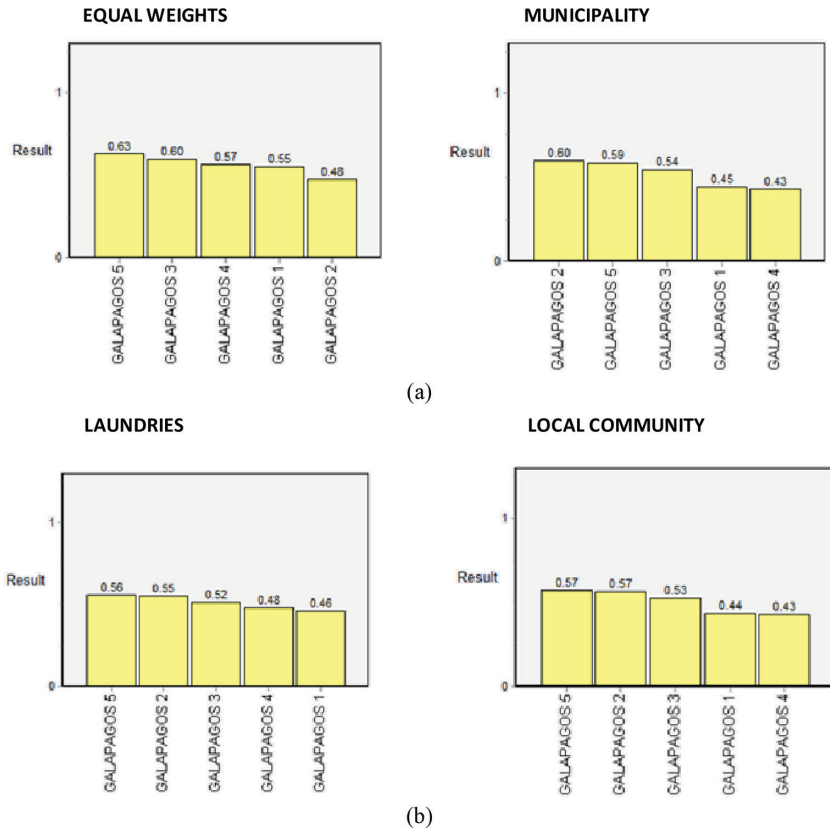 EQUAL WEIGHTS
1
Result
0.63
0.60
0.57
0.55
0.48
0
GALAPAGOS 5
GALAPAGOS 3
GALAPAGOS 4
GALAPAGOS 1
GALAPAGOS 2
MUNICIPALITY
1
Result
0.60
0.59
0.54
0.45
0.43
0
GALAPAGOS 2
GALAPAGOS 5
GALAPAGOS 3
GALAPAGOS 1
GALAPAGOS 4
(a)
LAUNDRIES
1
Result
0.56
0.55
0.52
0.48
0.46
0
GALAPAGOS 5
GALAPAGOS 2
GALAPAGOS 3
GALAPAGOS 4
GALAPAGOS 1
LOCAL COMMUNITY
1
Result
0.57
0.57
0.53
0.44
0.43
0
GALAPAGOS 5
GALAPAGOS 2
GALAPAGOS 3
GALAPAGOS 1
GALAPAGOS 4
(b)